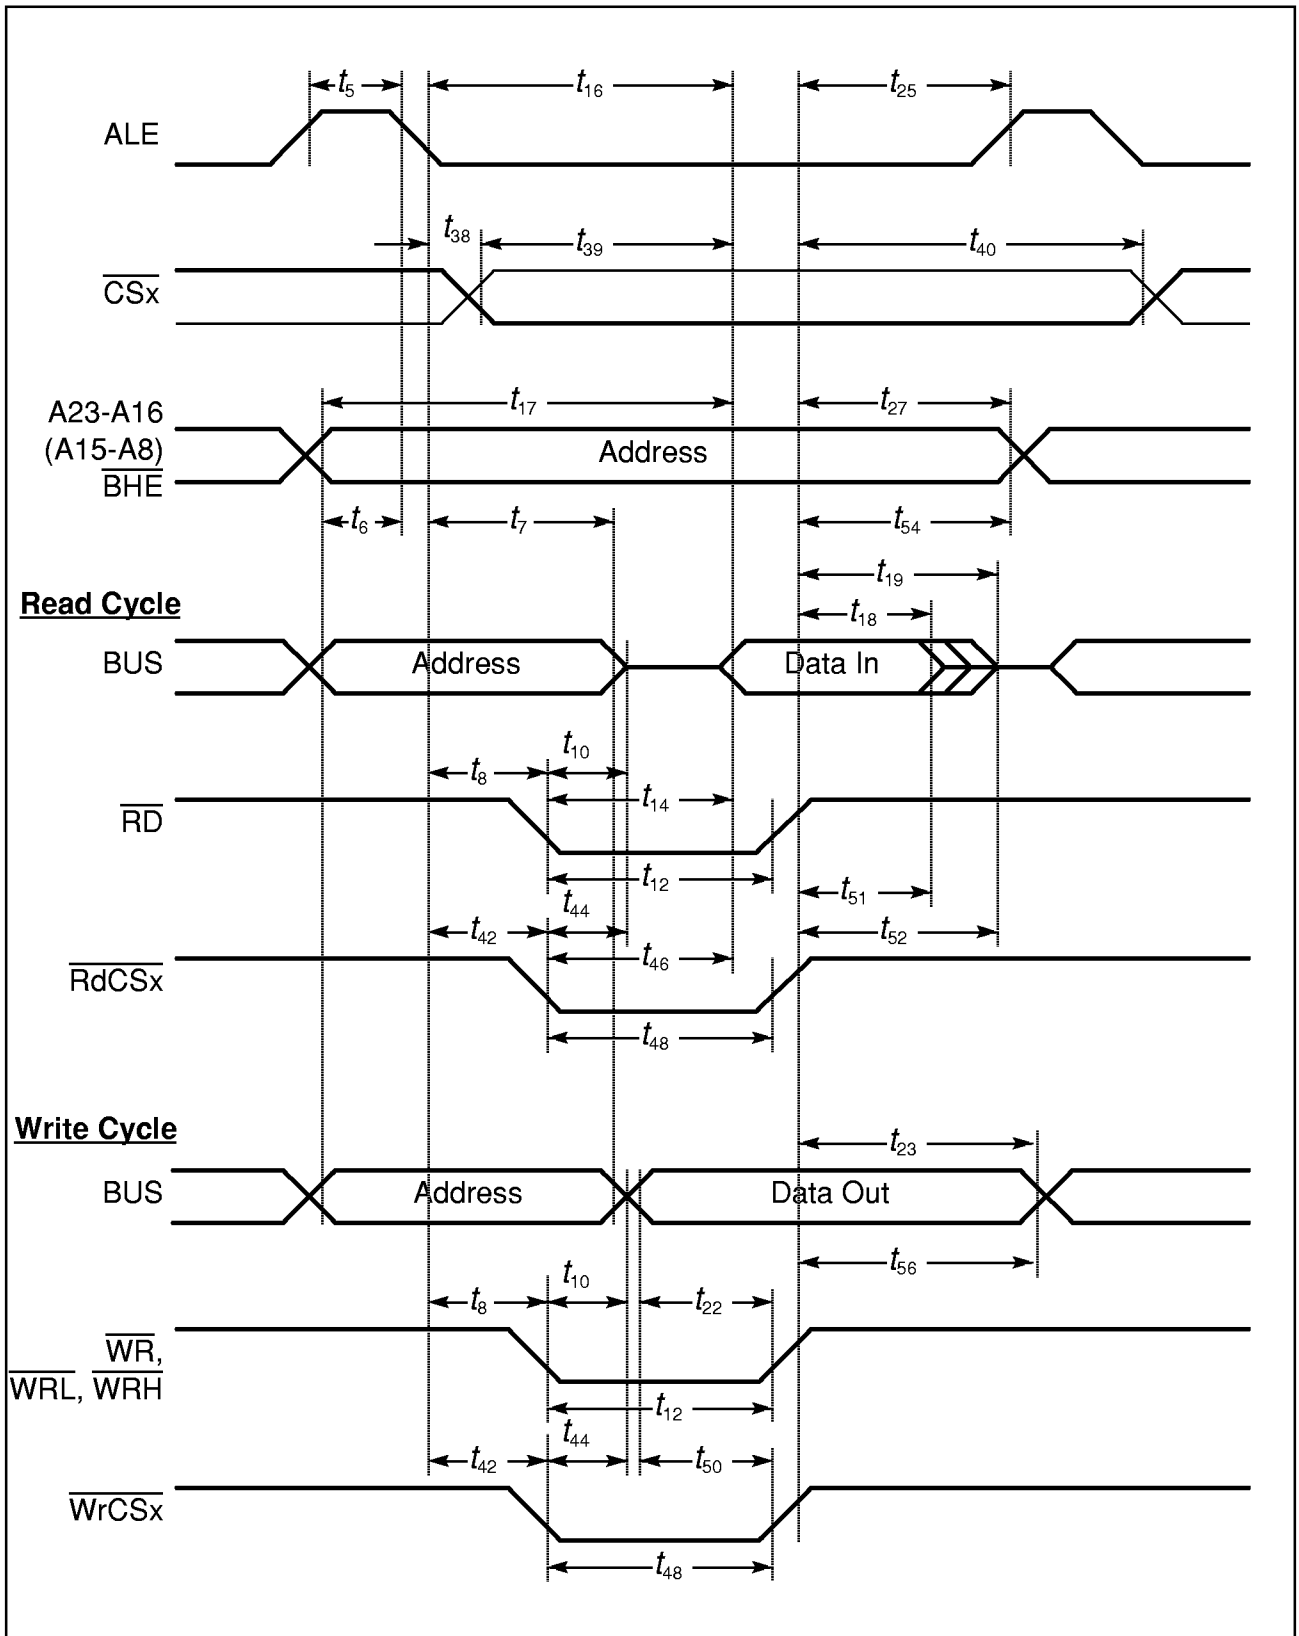 t5 t16 t25
ALE
t38 t39 t40
CSx
t17 t27
A23-A16
(A15-A8)
BHE
Address
t6 t7 t54
t19
Read Cycle
t18
BUS Address Data In
t10
t8
t14
RD
t12
t51
t44
t42 t52
t46
RdCSx
t48
Write Cycle
t23
BUS Address Data Out
t56
t10
t8 t22
WR,
WRL, WRH
t12
t44
t42 t50
WrCSx
t48